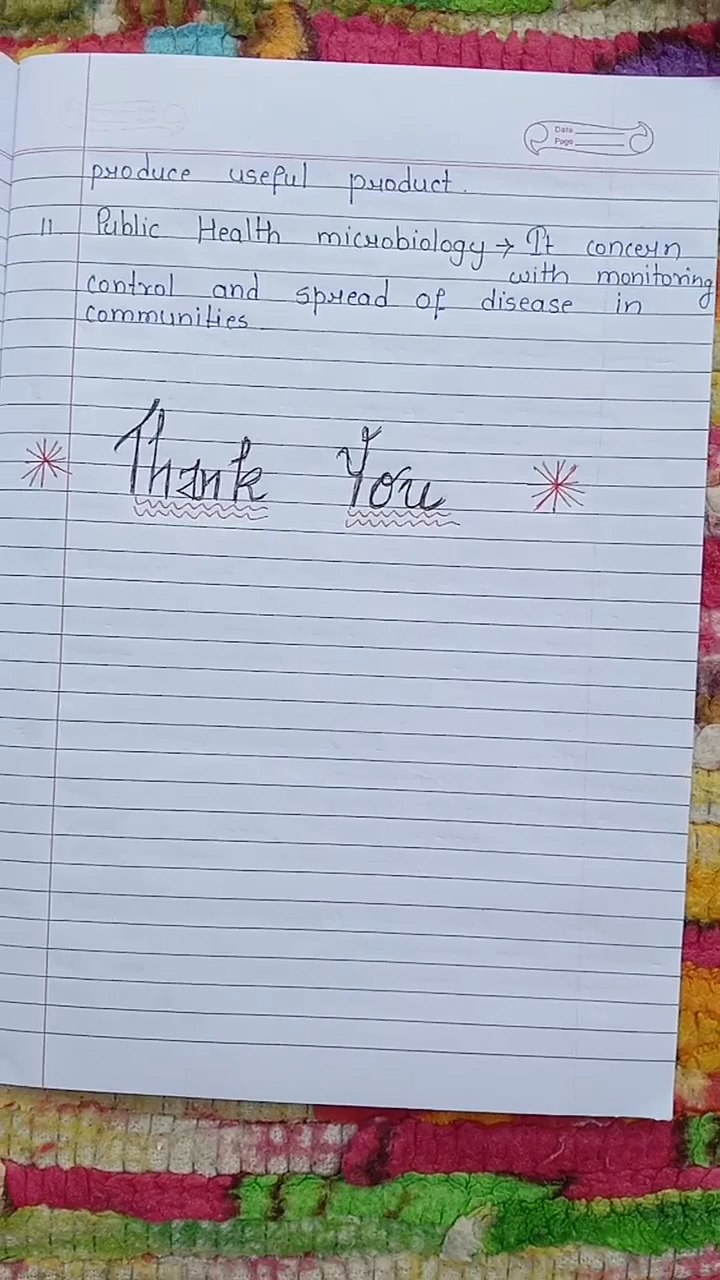 Date
Page
produce useful product.
11 Public Health microbiology → It concern
with monitoring
control and spread of disease in
communities
Thank You